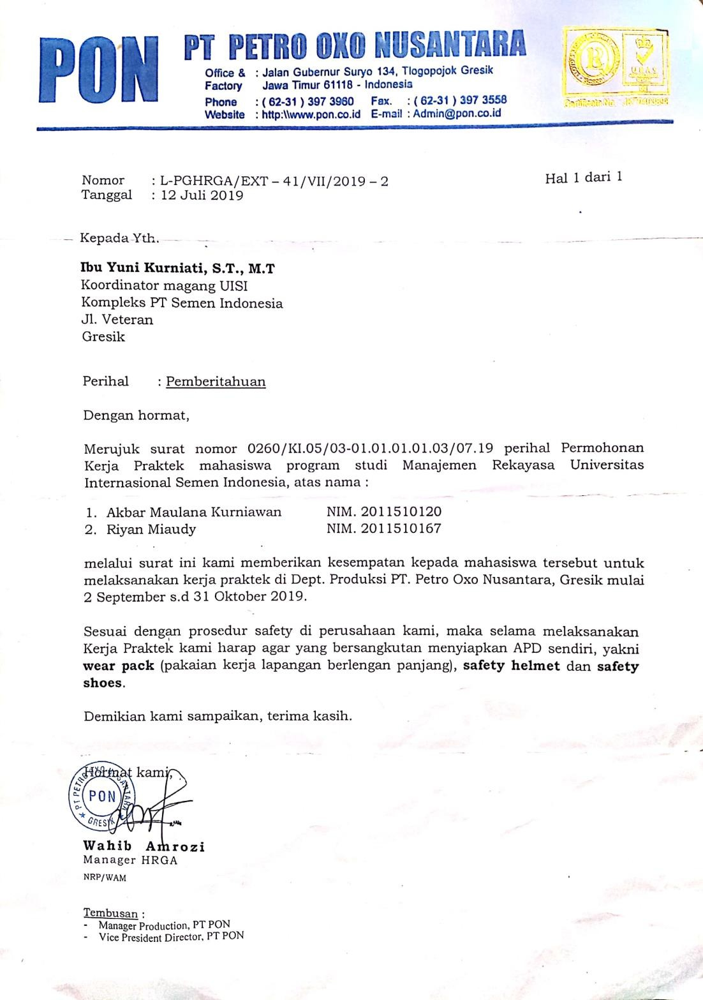 PON
PT PETRO OXO NUSANTARA
Office & : Jalan Gubernur Suryo 134, Tlogopojok Gresik
Factory Jawa Timur 61118 - Indonesia
Phone : ( 62-31 ) 397 3960 Fax. : ( 62-31 ) 397 3558
Website : http:\\www.pon.co.id E-mail : Admin@pon.co.id
Certificate No.
Nomor : L-PGHRGA/EXT – 41/VII/2019 – 2
Hal 1 dari 1
Tanggal : 12 Juli 2019
Kepada Yth.
Ibu Yuni Kurniati, S.T., M.T
Koordinator magang UISI
Kompleks PT Semen Indonesia
Jl. Veteran
Gresik
Perihal : Pemberitahuan
Dengan hormat,
Merujuk surat nomor 0260/KI.05/03-01.01.01.01.03/07.19 perihal Permohonan
Kerja Praktek mahasiswa program studi Manajemen Rekayasa Universitas
Internasional Semen Indonesia, atas nama :
1. Akbar Maulana Kurniawan NIM. 2011510120
2. Riyan Miaudy NIM. 2011510167
melalui surat ini kami memberikan kesempatan kepada mahasiswa tersebut untuk
melaksanakan kerja praktek di Dept. Produksi PT. Petro Oxo Nusantara, Gresik mulai
2 September s.d 31 Oktober 2019.
Sesuai dengan prosedur safety di perusahaan kami, maka selama melaksanakan
Kerja Praktek kami harap agar yang bersangkutan menyiapkan APD sendiri, yakni
wear pack (pakaian kerja lapangan berlengan panjang), safety helmet dan safety
shoes.
Demikian kami sampaikan, terima kasih.
Hormat kami,
PT PETRO OXO NUSANTARA
PON
GRESIK
Wahib Amrozi
Manager HRGA
NRP/WAM
Tembusan :
- Manager Production, PT PON
- Vice President Director, PT PON